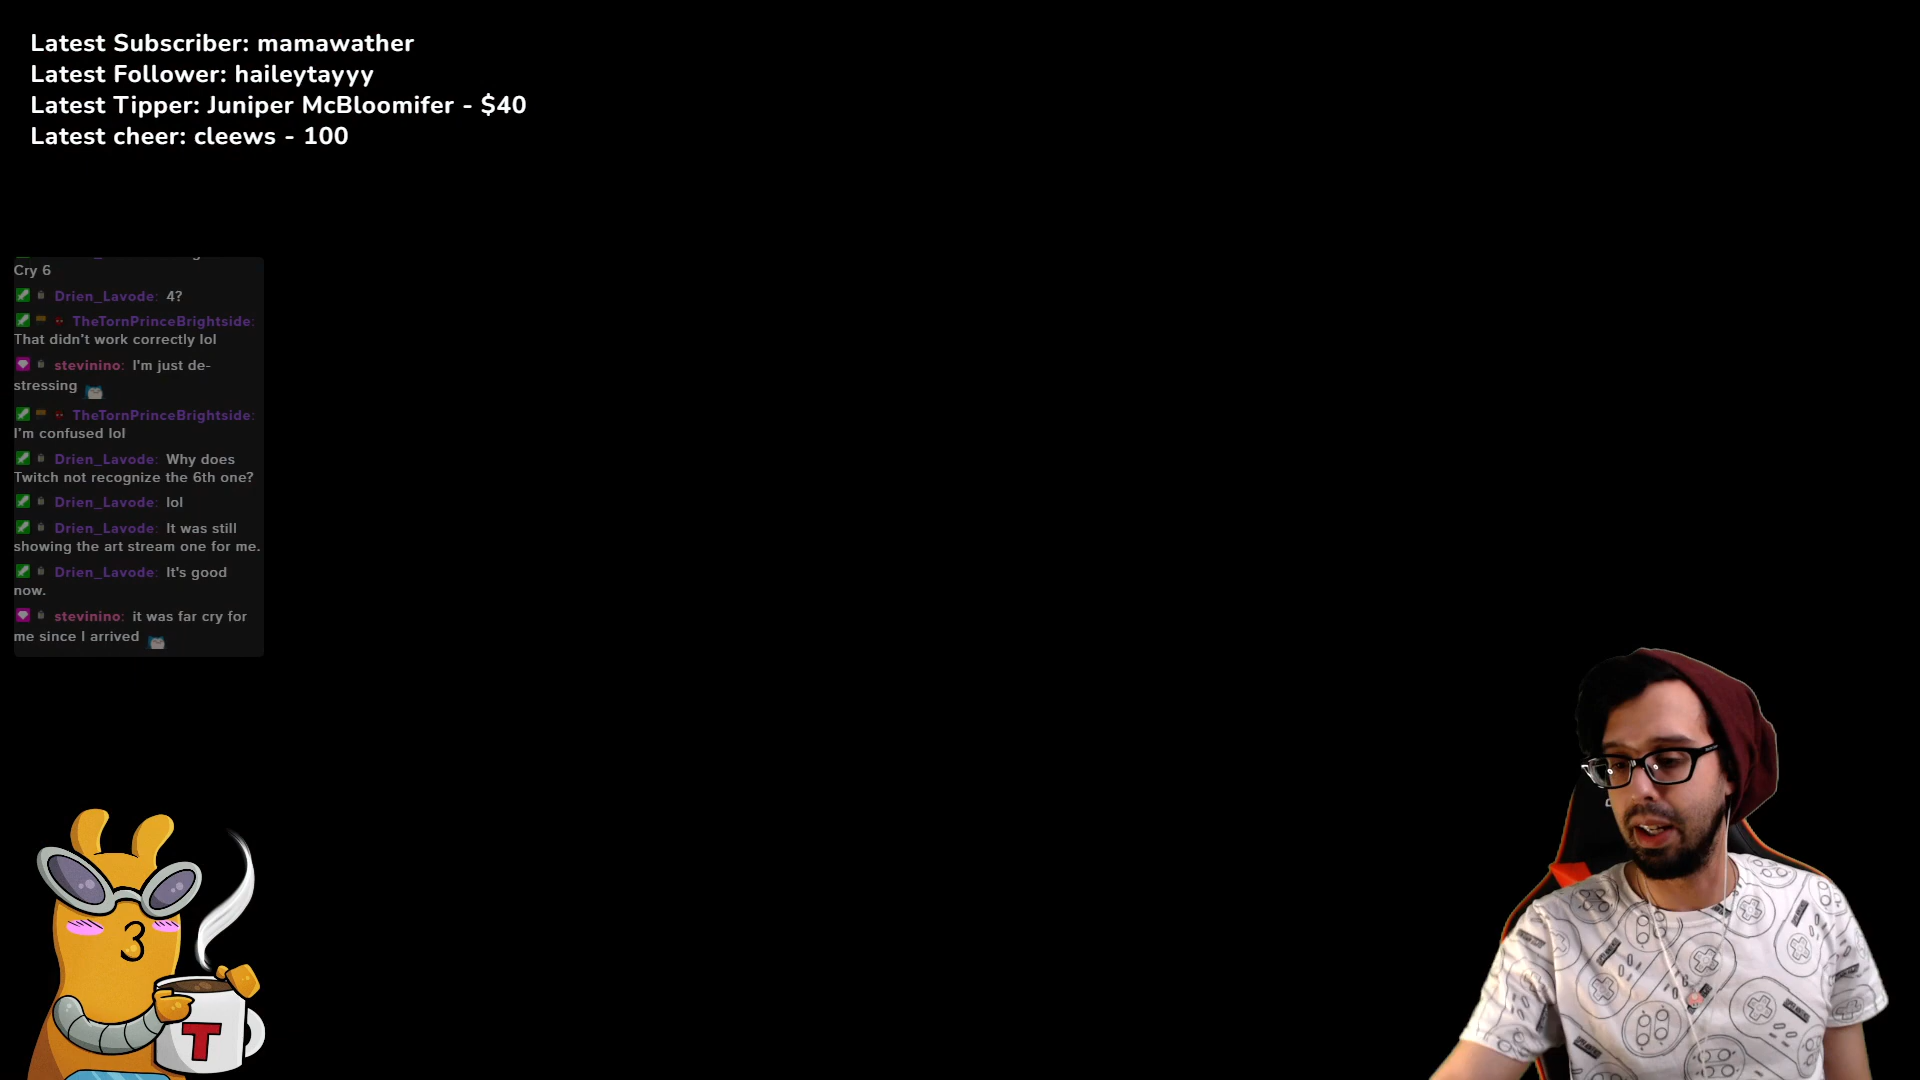 Latest Subscriber: mamawather
Latest Follower: haileytayyy
Latest Tipper: Juniper McBloomifer - $40
Latest cheer: cleews - 100
Cry 6
Drien_Lavode: 4?
TheTornPrinceBrightside:
That didn't work correctly lol
stevinino: I'm just de-
stressing
TheTornPrinceBrightside:
I'm confused lol
Drien_Lavode: Why does
Twitch not recognize the 6th one?
Drien_Lavode: lol
Drien_Lavode: It was still
showing the art stream one for me.
Drien_Lavode: It's good
now.
stevinino: it was far cry for
me since I arrived
T